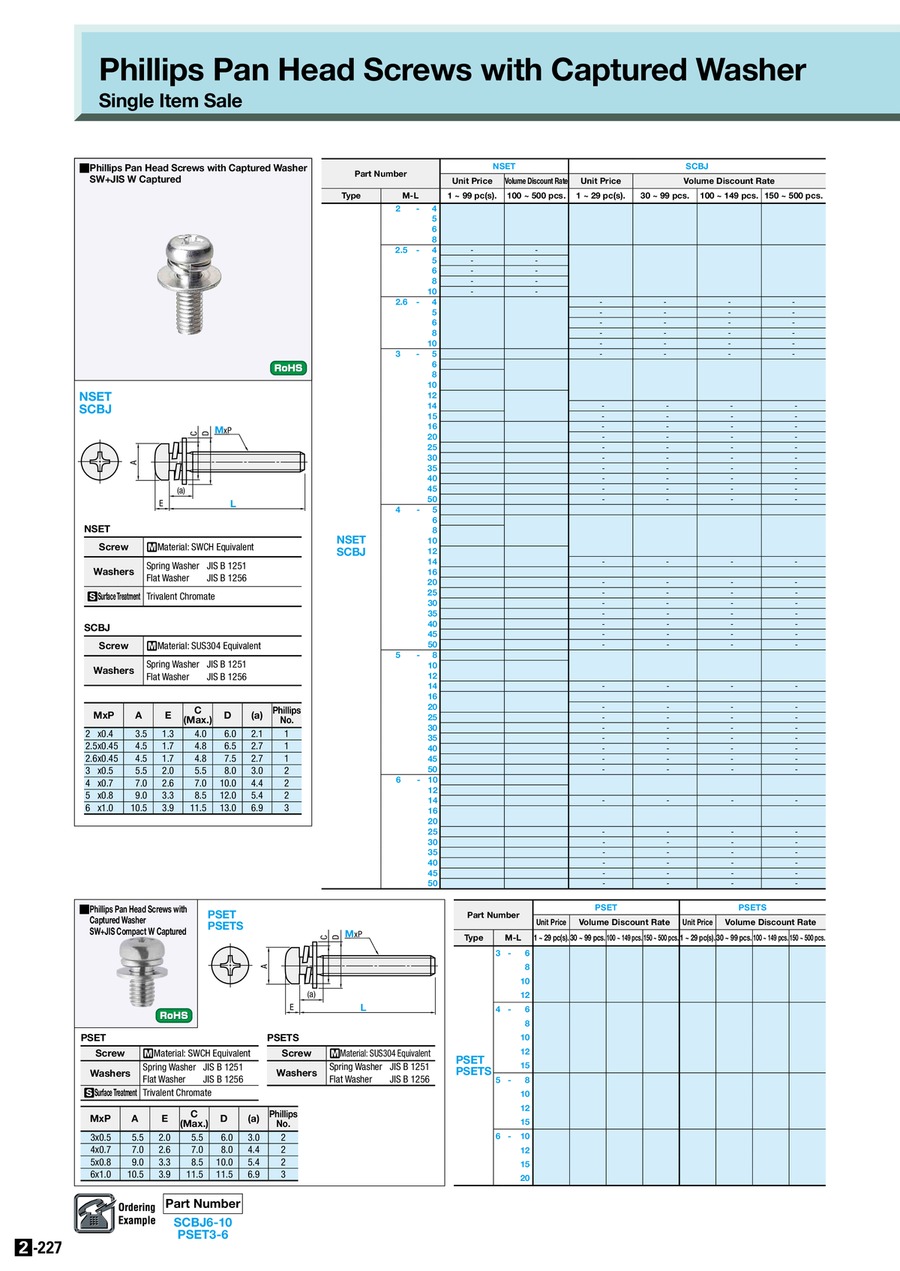 Phillips Pan Head Screws with Captured Washer
Single Item Sale
■Phillips Pan Head Screws with Captured Washer
SW+JIS W Captured
RoHS
NSET
SCBJ
A
C
D
MxP
(a)
E
L
NSET
Screw
M Material: SWCH Equivalent
Washers
Spring Washer JIS B 1251
Flat Washer JIS B 1256
S Surface Treatment Trivalent Chromate
SCBJ
Screw
M Material: SUS304 Equivalent
Washers
Spring Washer JIS B 1251
Flat Washer JIS B 1256
MxP A E C (Max.) D (a) Phillips No.
2 x0.4 3.5 1.3 4.0 6.0 2.1 1
2.5x0.45 4.5 1.7 4.8 6.5 2.7 1
2.6x0.45 4.5 1.7 4.8 7.5 2.7 1
3 x0.5 5.5 2.0 5.5 8.0 3.0 2
4 x0.7 7.0 2.6 7.0 10.0 4.4 2
5 x0.8 9.0 3.3 8.5 12.0 5.4 2
6 x1.0 10.5 3.9 11.5 13.0 6.9 3
Part Number NSET SCBJ
Unit Price Volume Discount Rate Unit Price Volume Discount Rate
Type M-L 1 ~ 99 pc(s). 100 ~ 500 pcs. 1 ~ 29 pc(s). 30 ~ 99 pcs. 100 ~ 149 pcs. 150 ~ 500 pcs.
NSET
SCBJ
2 - 4
5
6
8
2.5 - 4 - -
5 - -
6 - -
8 - -
10 - -
2.6 - 4 - - - -
5 - - - -
6 - - - -
8 - - - -
10 - - - -
3 - 5 - - - -
6
8
10
12
14 - - - -
15 - - - -
16 - - - -
20 - - - -
25 - - - -
30 - - - -
35 - - - -
40 - - - -
45 - - - -
50 - - - -
4 - 5
6
8
10
12
14 - - - -
16
20 - - - -
25 - - - -
30 - - - -
35 - - - -
40 - - - -
45 - - - -
50 - - - -
5 - 8
10
12
14 - - - -
16
20 - - - -
25 - - - -
30 - - - -
35 - - - -
40 - - - -
45 - - - -
50 - - - -
6 - 10
12
14 - - - -
16
20
25 - - - -
30 - - - -
35 - - - -
40 - - - -
45 - - - -
50 - - - -
■Phillips Pan Head Screws with
Captured Washer
SW+JIS Compact W Captured
RoHS
PSET
PSETS
A
C
D
MxP
(a)
E
L
PSET
Screw
M Material: SWCH Equivalent
Washers
Spring Washer JIS B 1251
Flat Washer JIS B 1256
S Surface Treatment Trivalent Chromate
PSETS
Screw
M Material: SUS304 Equivalent
Washers
Spring Washer JIS B 1251
Flat Washer JIS B 1256
MxP A E C (Max.) D (a) Phillips No.
3x0.5 5.5 2.0 5.5 6.0 3.0 2
4x0.7 7.0 2.6 7.0 8.0 4.4 2
5x0.8 9.0 3.3 8.5 10.0 5.4 2
6x1.0 10.5 3.9 11.5 11.5 6.9 3
Part Number PSET PSETS
Unit Price Volume Discount Rate Unit Price Volume Discount Rate
Type M-L 1 ~ 29 pc(s). 30 ~ 99 pcs. 100 ~ 149 pcs. 150 ~ 500 pcs. 1 ~ 29 pc(s). 30 ~ 99 pcs. 100 ~ 149 pcs. 150 ~ 500 pcs.
PSET
PSETS
3 - 6
8
10
12
4 - 6
8
10
12
15
5 - 8
10
12
15
6 - 10
12
15
20
Ordering
Example
Part Number
SCBJ6-10
PSET3-6
2-227